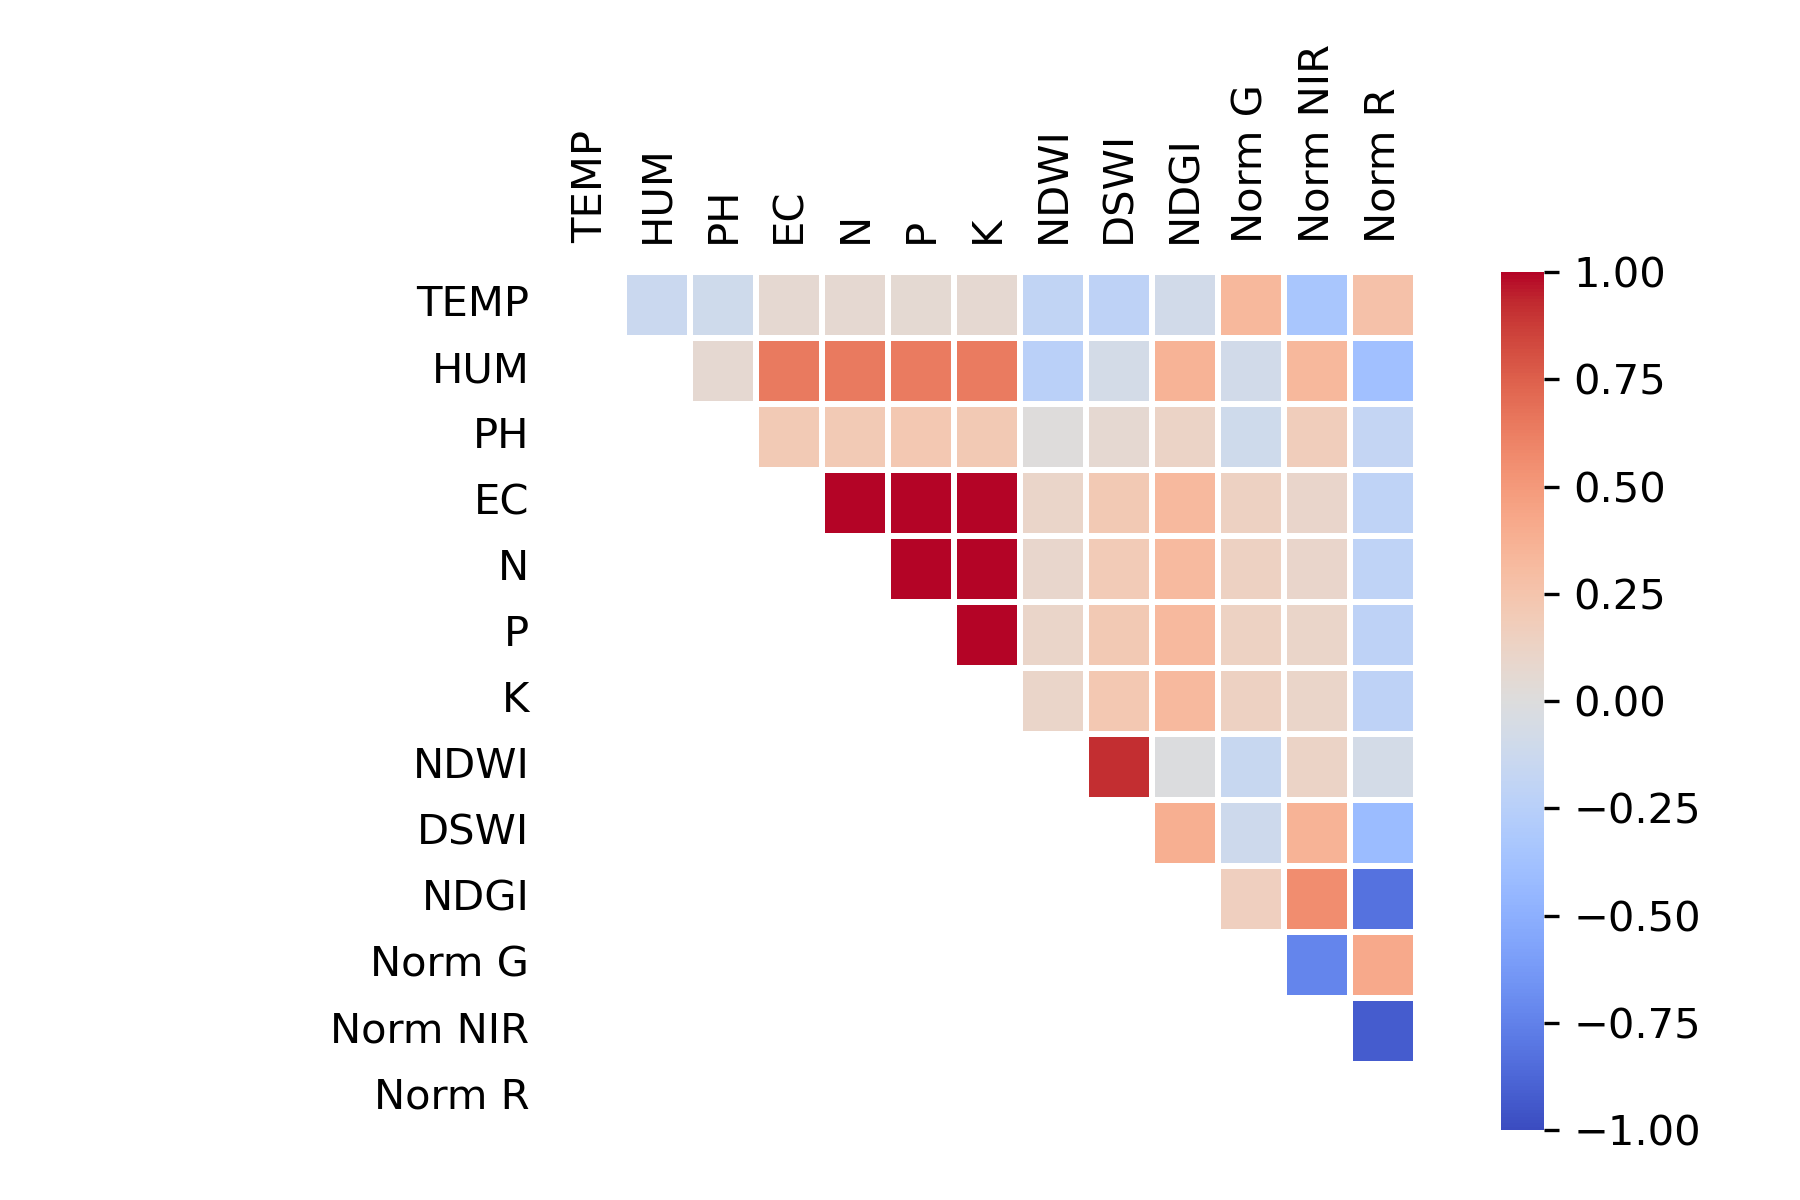 TEMP
HUM
PH
EC
N
P
K
NDWI
DSWI
NDGI
Norm G
Norm NIR
Norm R
TEMP
HUM
PH
EC
N
P
K
NDWI
DSWI
NDGI
Norm G
Norm NIR
Norm R
1.00
0.75
0.50
0.25
0.00
−0.25
−0.50
−0.75
−1.00